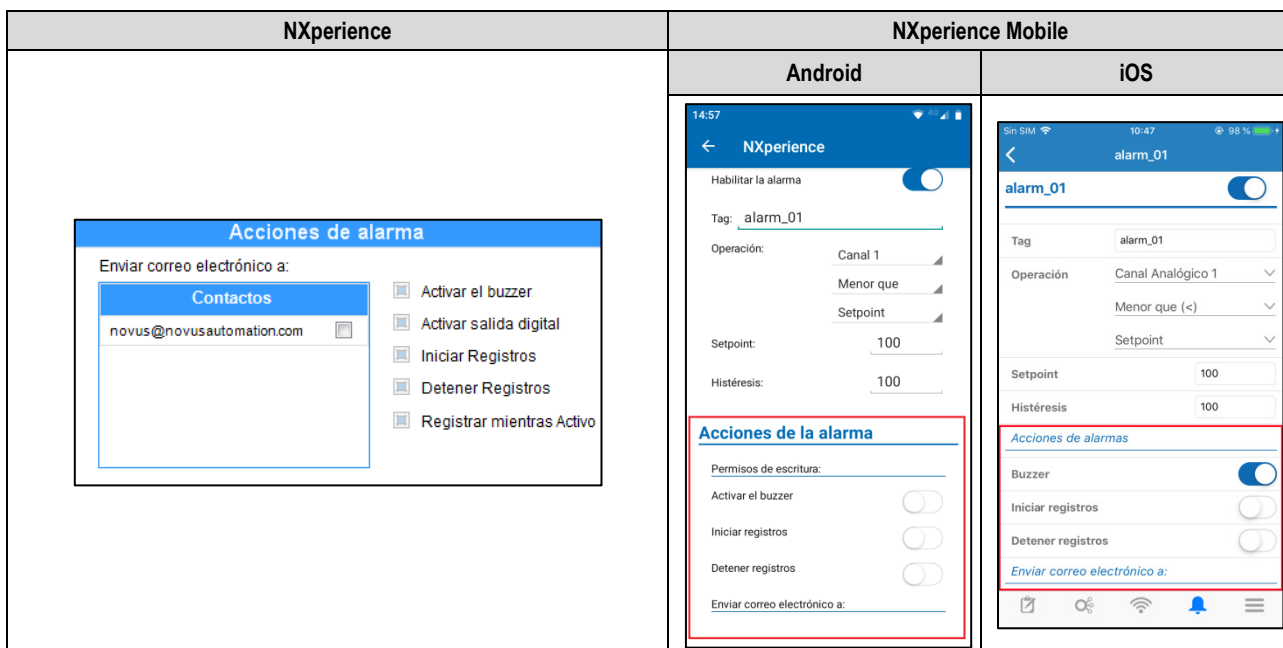 NXperience
NXperience Mobile
Android
iOS
Acciones de alarma
Enviar correo electrónico a:
Contactos
novus@novusautomation.com
Activar el buzzer
Activar salida digital
Iniciar Registros
Detener Registros
Registrar mientras Activo
14:57
4G
NXperience
Habilitar la alarma
Tag: alarm_01
Operación:
Canal 1
Menor que
Setpoint
Setpoint: 100
Histéresis: 100
Acciones de la alarma
Permisos de escritura:
Activar el buzzer
Iniciar registros
Detener registros
Enviar correo electrónico a:
Sin SIM 10:47 98 %
alarm_01
alarm_01
Tag alarm_01
Operación Canal Analógico 1
Menor que (<)
Setpoint
Setpoint 100
Histéresis 100
Acciones de alarmas
Buzzer
Iniciar registros
Detener registros
Enviar correo electrónico a: